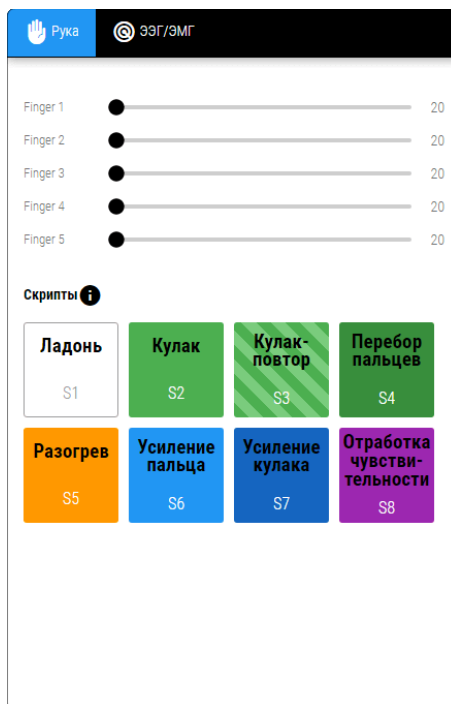 Рука
ЭЭГ/ЭМГ
Finger 1
20
Finger 2
20
Finger 3
20
Finger 4
20
Finger 5
20
Скрипты i
Ладонь
S1
Кулак
S2
Кулак-
повтор
S3
Перебор
пальцев
S4
Разогрев
S5
Усиление
пальца
S6
Усиление
кулака
S7
Отработка
чувстви-
тельности
S8